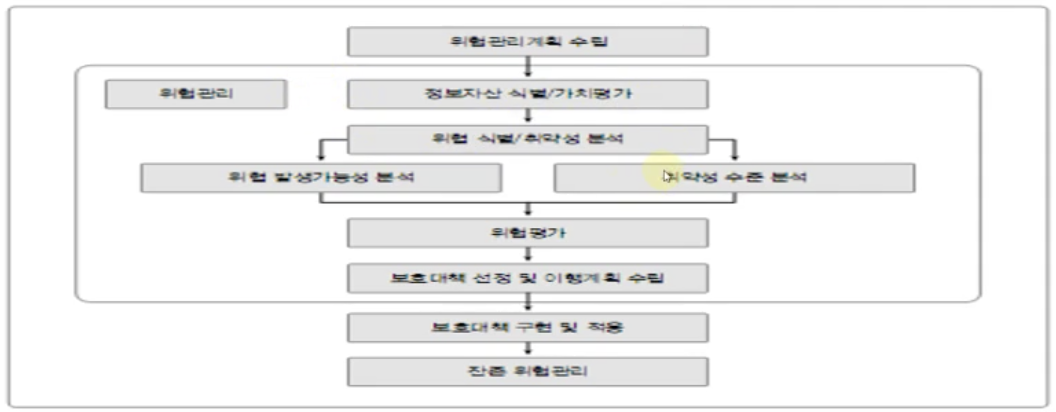 위험관리계획 수립
위험관리
정보자산 식별/가치평가
위험 식별/취약성 분석
위험 발생가능성 분석
취약성 수준 분석
위험평가
보호대책 선정 및 이행계획 수립
보호대책 구현 및 적용
잔존 위험관리